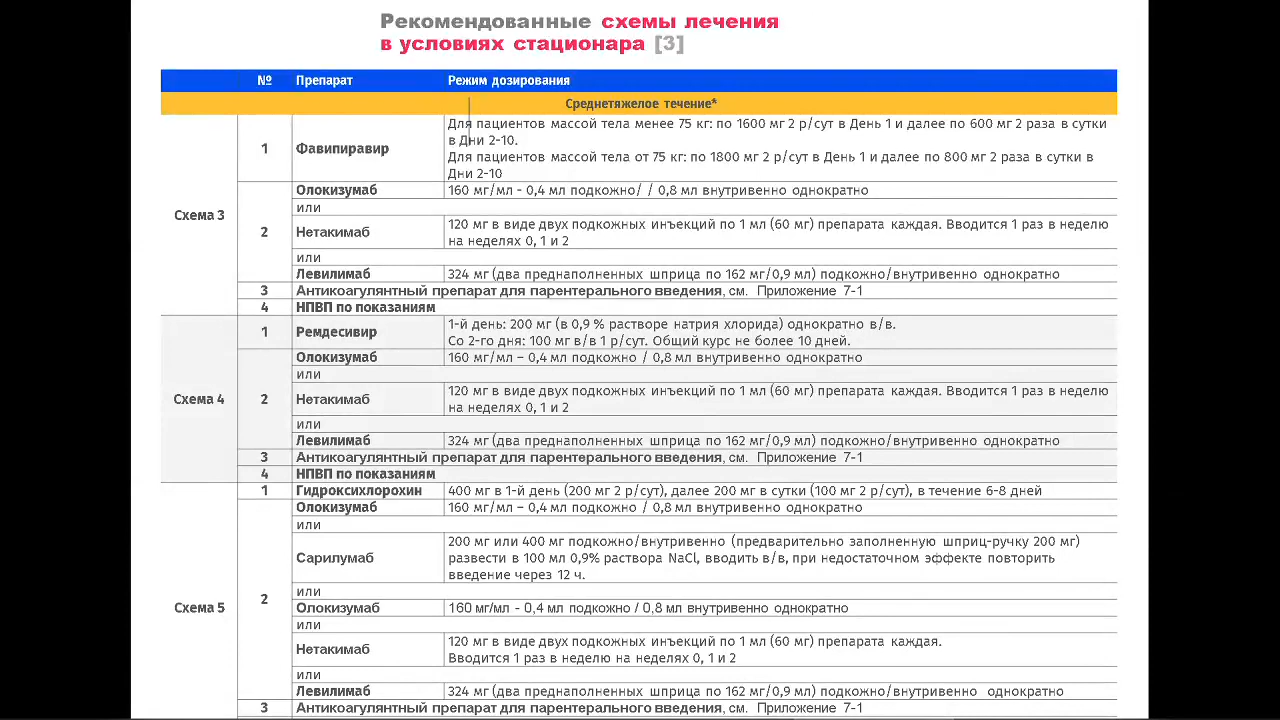 Рекомендованные схемы лечения
в условиях стационара [3]
№ Препарат Режим дозирования
Среднетяжелое течение*
Схема 3
1 Фавипиравир
Для пациентов массой тела менее 75 кг: по 1600 мг 2 р/сут в День 1 и далее по 600 мг 2 раза в сутки
в Дни 2-10.
Для пациентов массой тела от 75 кг: по 1800 мг 2 р/сут в День 1 и далее по 800 мг 2 раза в сутки в
Дни 2-10
2
Олокизумаб 160 мг/мл - 0,4 мл подкожно/ / 0,8 мл внутривенно однократно
или
Нетакимаб
120 мг в виде двух подкожных инъекций по 1 мл (60 мг) препарата каждая. Вводится 1 раз в неделю
на неделях 0, 1 и 2
или
Левилимаб 324 мг (два преднаполненных шприца по 162 мг/0,9 мл) подкожно/внутривенно однократно
3 Антикоагулянтный препарат для парентерального введения, см. Приложение 7-1
4 НПВП по показаниям
Схема 4
1 Ремдесивир
1-й день: 200 мг (в 0,9 % растворе натрия хлорида) однократно в/в.
Со 2-го дня: 100 мг в/в 1 р/сут. Общий курс не более 10 дней.
2
Олокизумаб 160 мг/мл – 0,4 мл подкожно / 0,8 мл внутривенно однократно
или
Нетакимаб
120 мг в виде двух подкожных инъекций по 1 мл (60 мг) препарата каждая. Вводится 1 раз в неделю
на неделях 0, 1 и 2
или
Левилимаб 324 мг (два преднаполненных шприца по 162 мг/0,9 мл) подкожно/внутривенно однократно
3 Антикоагулянтный препарат для парентерального введения, см. Приложение 7-1
4 НПВП по показаниям
Схема 5
1 Гидроксихлорохин 400 мг в 1-й день (200 мг 2 р/сут), далее 200 мг в сутки (100 мг 2 р/сут), в течение 6-8 дней
2
Олокизумаб 160 мг/мл – 0,4 мл подкожно / 0,8 мл внутривенно однократно
или
Сарилумаб
200 мг или 400 мг подкожно/внутривенно (предварительно заполненную шприц-ручку 200 мг)
развести в 100 мл 0,9% раствора NaCl, вводить в/в, при недостаточном эффекте повторить
введение через 12 ч.
или
Олокизумаб 160 мг/мл - 0,4 мл подкожно / 0,8 мл внутривенно однократно
или
Нетакимаб
120 мг в виде двух подкожных инъекций по 1 мл (60 мг) препарата каждая.
Вводится 1 раз в неделю на неделях 0, 1 и 2
или
Левилимаб 324 мг (два преднаполненных шприца по 162 мг/0,9 мл) подкожно/внутривенно однократно
3 Антикоагулянтный препарат для парентерального введения, см. Приложение 7-1